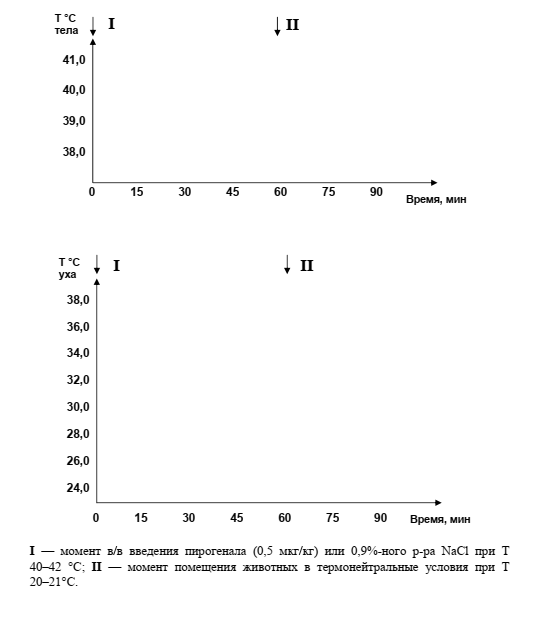 T °C
тела
I
II
41,0
40,0
39,0
38,0
0 15 30 45 60 75 90
Время, мин
T °C
уха
I
II
38,0
36,0
34,0
32,0
30,0
28,0
26,0
24,0
0 15 30 45 60 75 90
Время, мин
I — момент в/в введения пирогенала (0,5 мкг/кг) или 0,9%-ного р-ра NaCl при Т
40–42 °C; II — момент помещения животных в термонейтральные условия при Т
20–21°C.